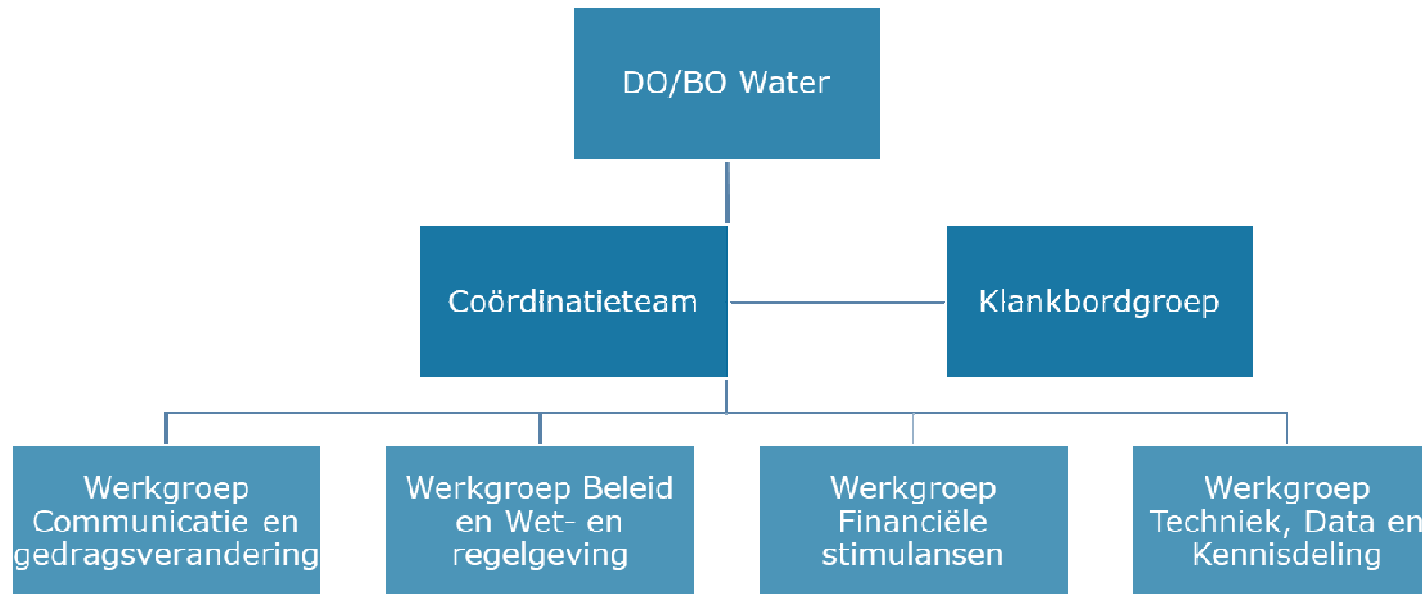 DO/BO Water
Coördinatieteam
Klankbordgroep
Werkgroep
Communicatie en
gedragsverandering
Werkgroep Beleid
en Wet- en
regelgeving
Werkgroep
Financiële
stimulansen
Werkgroep
Techniek, Data en
Kennisdeling